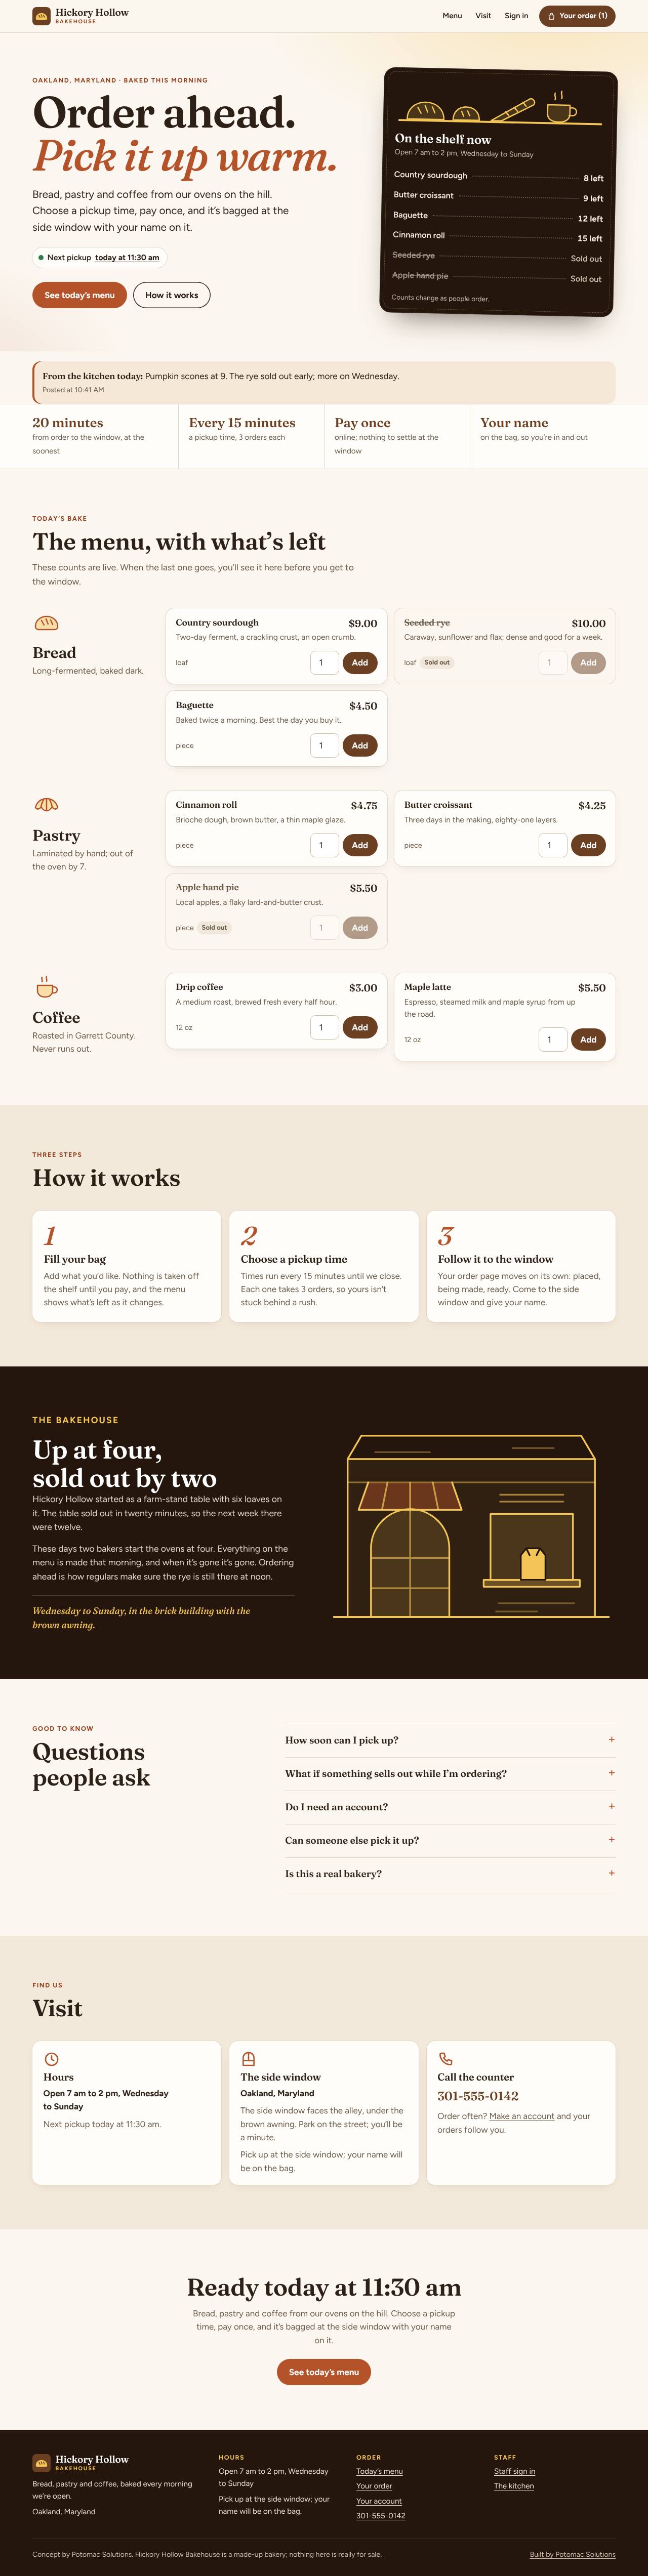 Hickory Hollow
BAKEHOUSE
Menu
Visit
Sign in
Your order (1)
OAKLAND, MARYLAND · BAKED THIS MORNING
Order ahead.
Pick it up warm.
Bread, pastry and coffee from our ovens on the hill.
Choose a pickup time, pay once, and it’s bagged at the
side window with your name on it.
Next pickup today at 11:30 am
See today’s menu
How it works
On the shelf now
Open 7 am to 2 pm, Wednesday to Sunday
Country sourdough 8 left
Butter croissant 9 left
Baguette 12 left
Cinnamon roll 15 left
Seeded rye Sold out
Apple hand pie Sold out
Counts change as people order.
From the kitchen today: Pumpkin scones at 9. The rye sold out early; more on Wednesday.
Posted at 10:41 AM
20 minutes
from order to the window, at the
soonest
Every 15 minutes
a pickup time, 3 orders each
Pay once
online; nothing to settle at the
window
Your name
on the bag, so you’re in and out
TODAY’S BAKE
The menu, with what’s left
These counts are live. When the last one goes, you’ll see it here before you get to
the window.
Bread
Long-fermented, baked dark.
Country sourdough $9.00
Two-day ferment, a crackling crust, an open crumb.
loaf 1 Add
Seeded rye $10.00
Caraway, sunflower and flax; dense and good for a week.
loaf Sold out 1 Add
Baguette $4.50
Baked twice a morning. Best the day you buy it.
piece 1 Add
Pastry
Laminated by hand; out of
the oven by 7.
Cinnamon roll $4.75
Brioche dough, brown butter, a thin maple glaze.
piece 1 Add
Butter croissant $4.25
Three days in the making, eighty-one layers.
piece 1 Add
Apple hand pie $5.50
Local apples, a flaky lard-and-butter crust.
piece Sold out 1 Add
Coffee
Roasted in Garrett County.
Never runs out.
Drip coffee $3.00
A medium roast, brewed fresh every half hour.
12 oz 1 Add
Maple latte $5.50
Espresso, steamed milk and maple syrup from up
the road.
12 oz 1 Add
THREE STEPS
How it works
1
Fill your bag
Add what you’d like. Nothing is taken off
the shelf until you pay, and the menu
shows what’s left as it changes.
2
Choose a pickup time
Times run every 15 minutes until we close.
Each one takes 3 orders, so yours isn’t
stuck behind a rush.
3
Follow it to the window
Your order page moves on its own: placed,
being made, ready. Come to the side
window and give your name.
THE BAKEHOUSE
Up at four,
sold out by two
Hickory Hollow started as a farm-stand table with six loaves on
it. The table sold out in twenty minutes, so the next week there
were twelve.
These days two bakers start the ovens at four. Everything on the
menu is made that morning, and when it’s gone it’s gone. Ordering
ahead is how regulars make sure the rye is still there at noon.
Wednesday to Sunday, in the brick building with the
brown awning.
GOOD TO KNOW
Questions
people ask
How soon can I pick up? +
What if something sells out while I’m ordering? +
Do I need an account? +
Can someone else pick it up? +
Is this a real bakery? +
FIND US
Visit
Hours
Open 7 am to 2 pm, Wednesday
to Sunday
Next pickup today at 11:30 am.
The side window
Oakland, Maryland
The side window faces the alley, under the
brown awning. Park on the street; you’ll be
a minute.
Pick up at the side window; your name will
be on the bag.
Call the counter
301-555-0142
Order often? Make an account and your
orders follow you.
Ready today at 11:30 am
Bread, pastry and coffee from our ovens on the hill. Choose a pickup
time, pay once, and it’s bagged at the side window with your name
on it.
See today’s menu
Hickory Hollow
BAKEHOUSE
Bread, pastry and coffee, baked every morning
we’re open.
Oakland, Maryland
HOURS
Open 7 am to 2 pm, Wednesday
to Sunday
Pick up at the side window; your
name will be on the bag.
ORDER
Today’s menu
Your order
Your account
301-555-0142
STAFF
Staff sign in
The kitchen
Concept by Potomac Solutions. Hickory Hollow Bakehouse is a made-up bakery; nothing here is really for sale.
Built by Potomac Solutions